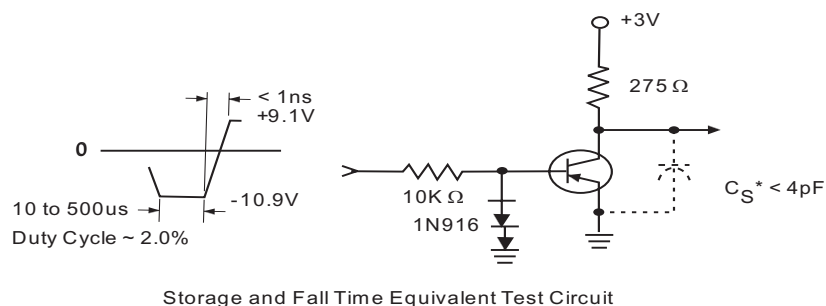 +3V
275 Ω
< 1ns
+9.1V
0
10KΩ
-10.9V
C_S* < 4pF
10 to 500us
1N916
Duty Cycle ~ 2.0%
Storage and Fall Time Equivalent Test Circuit